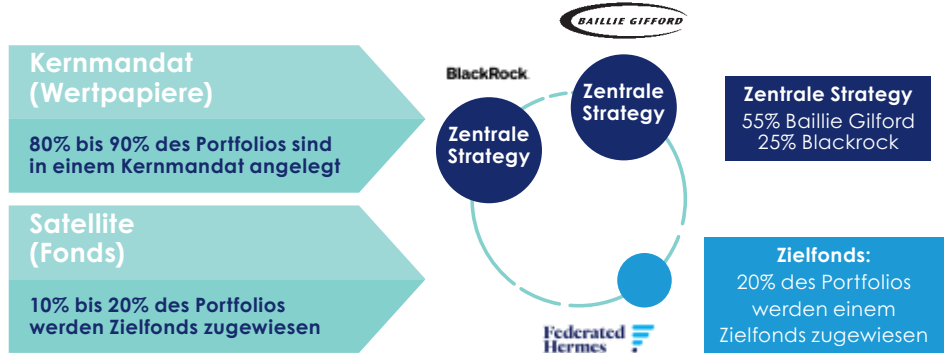 Kernmandat
(Wertpapiere)
80% bis 90% des Portfolios sind
in einem Kernmandat angelegt
Satellite
(Fonds)
10% bis 20% des Portfolios
werden Zielfonds zugewiesen
BAILLIE GIFFORD
BlackRock
Zentrale
Strategy
Zentrale
Strategy
Federated
Hermes
Zentrale Strategy
55% Baillie Gilford
25% Blackrock
Zielfonds:
20% des Portfolios
werden einem
Zielfonds zugewiesen